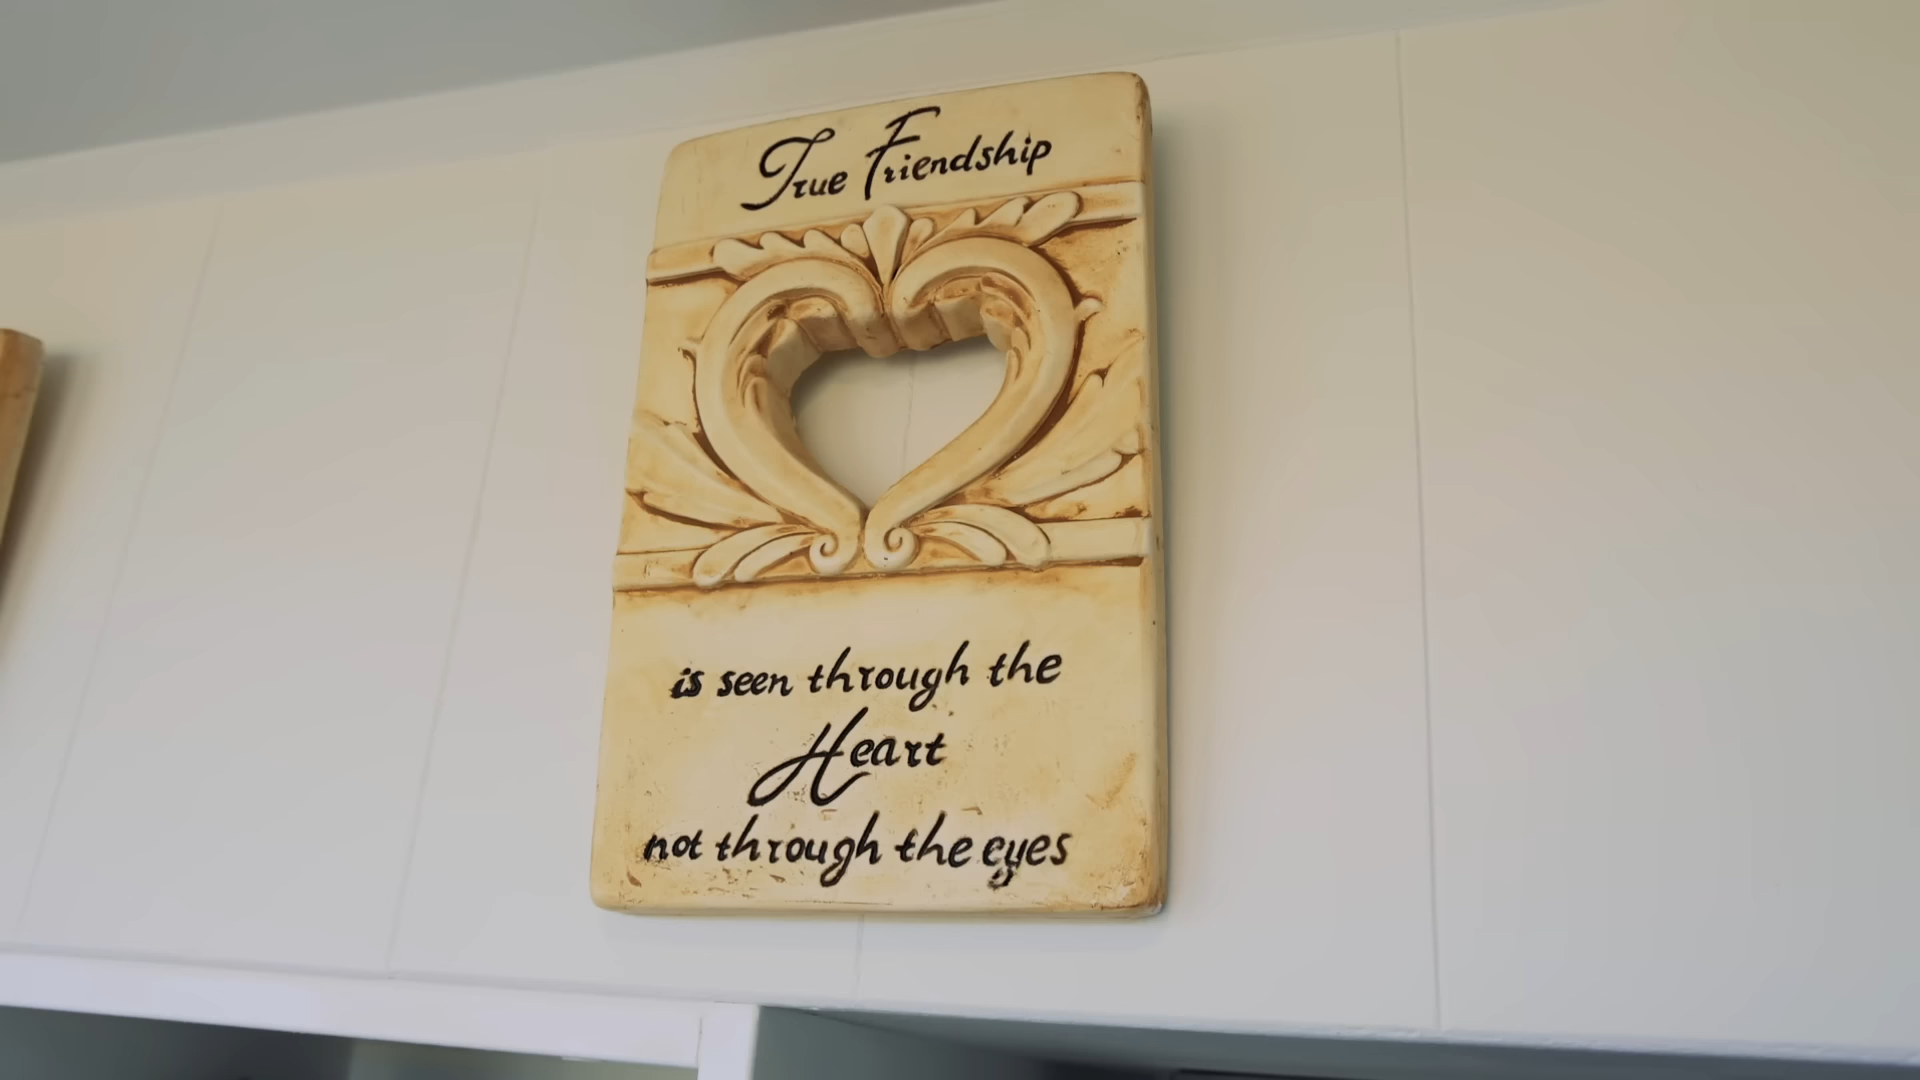 True Friendship
is seen through the
Heart
not through the eyes